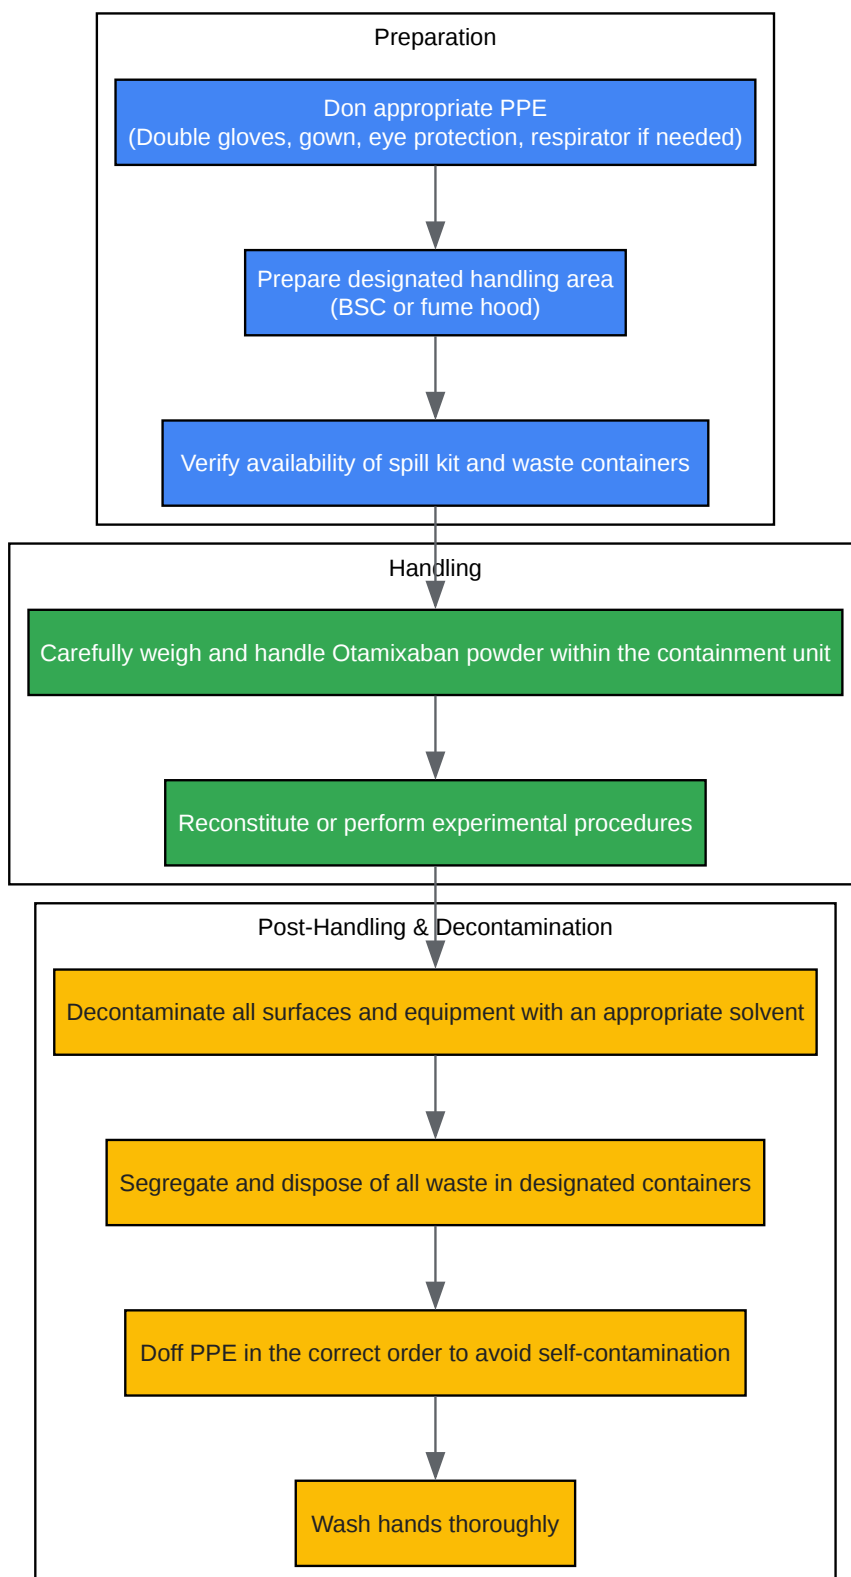 Preparation
Don appropriate PPE
(Double gloves, gown, eye protection, respirator if needed)
Prepare designated handling area
(BSC or fume hood)
Verify availability of spill kit and waste containers
Handling
Carefully weigh and handle Otamixaban powder within the containment unit
Reconstitute or perform experimental procedures
Post-Handling & Decontamination
Decontaminate all surfaces and equipment with an appropriate solvent
Segregate and dispose of all waste in designated containers
Doff PPE in the correct order to avoid self-contamination
Wash hands thoroughly